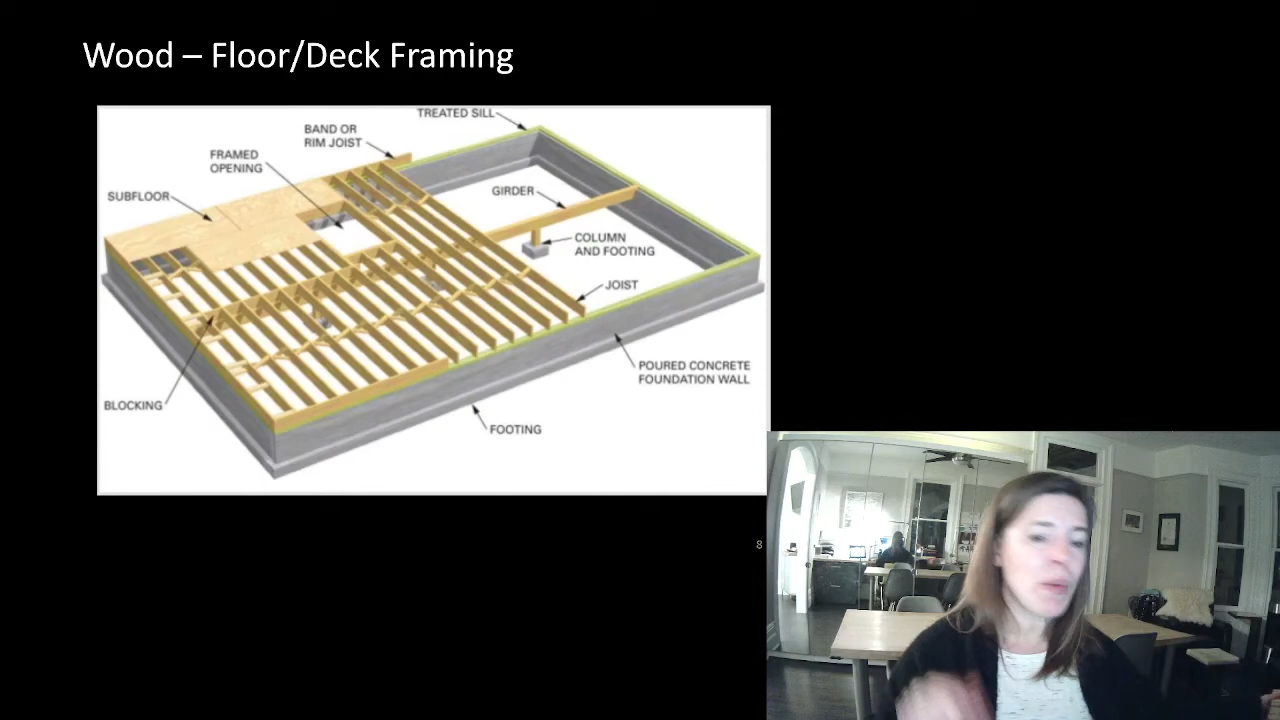 Wood – Floor/Deck Framing
TREATED SILL
BAND OR
RIM JOIST
FRAMED
OPENING
SUBFLOOR
GIRDER
COLUMN
AND FOOTING
JOIST
POURED CONCRETE
FOUNDATION WALL
BLOCKING
FOOTING
8